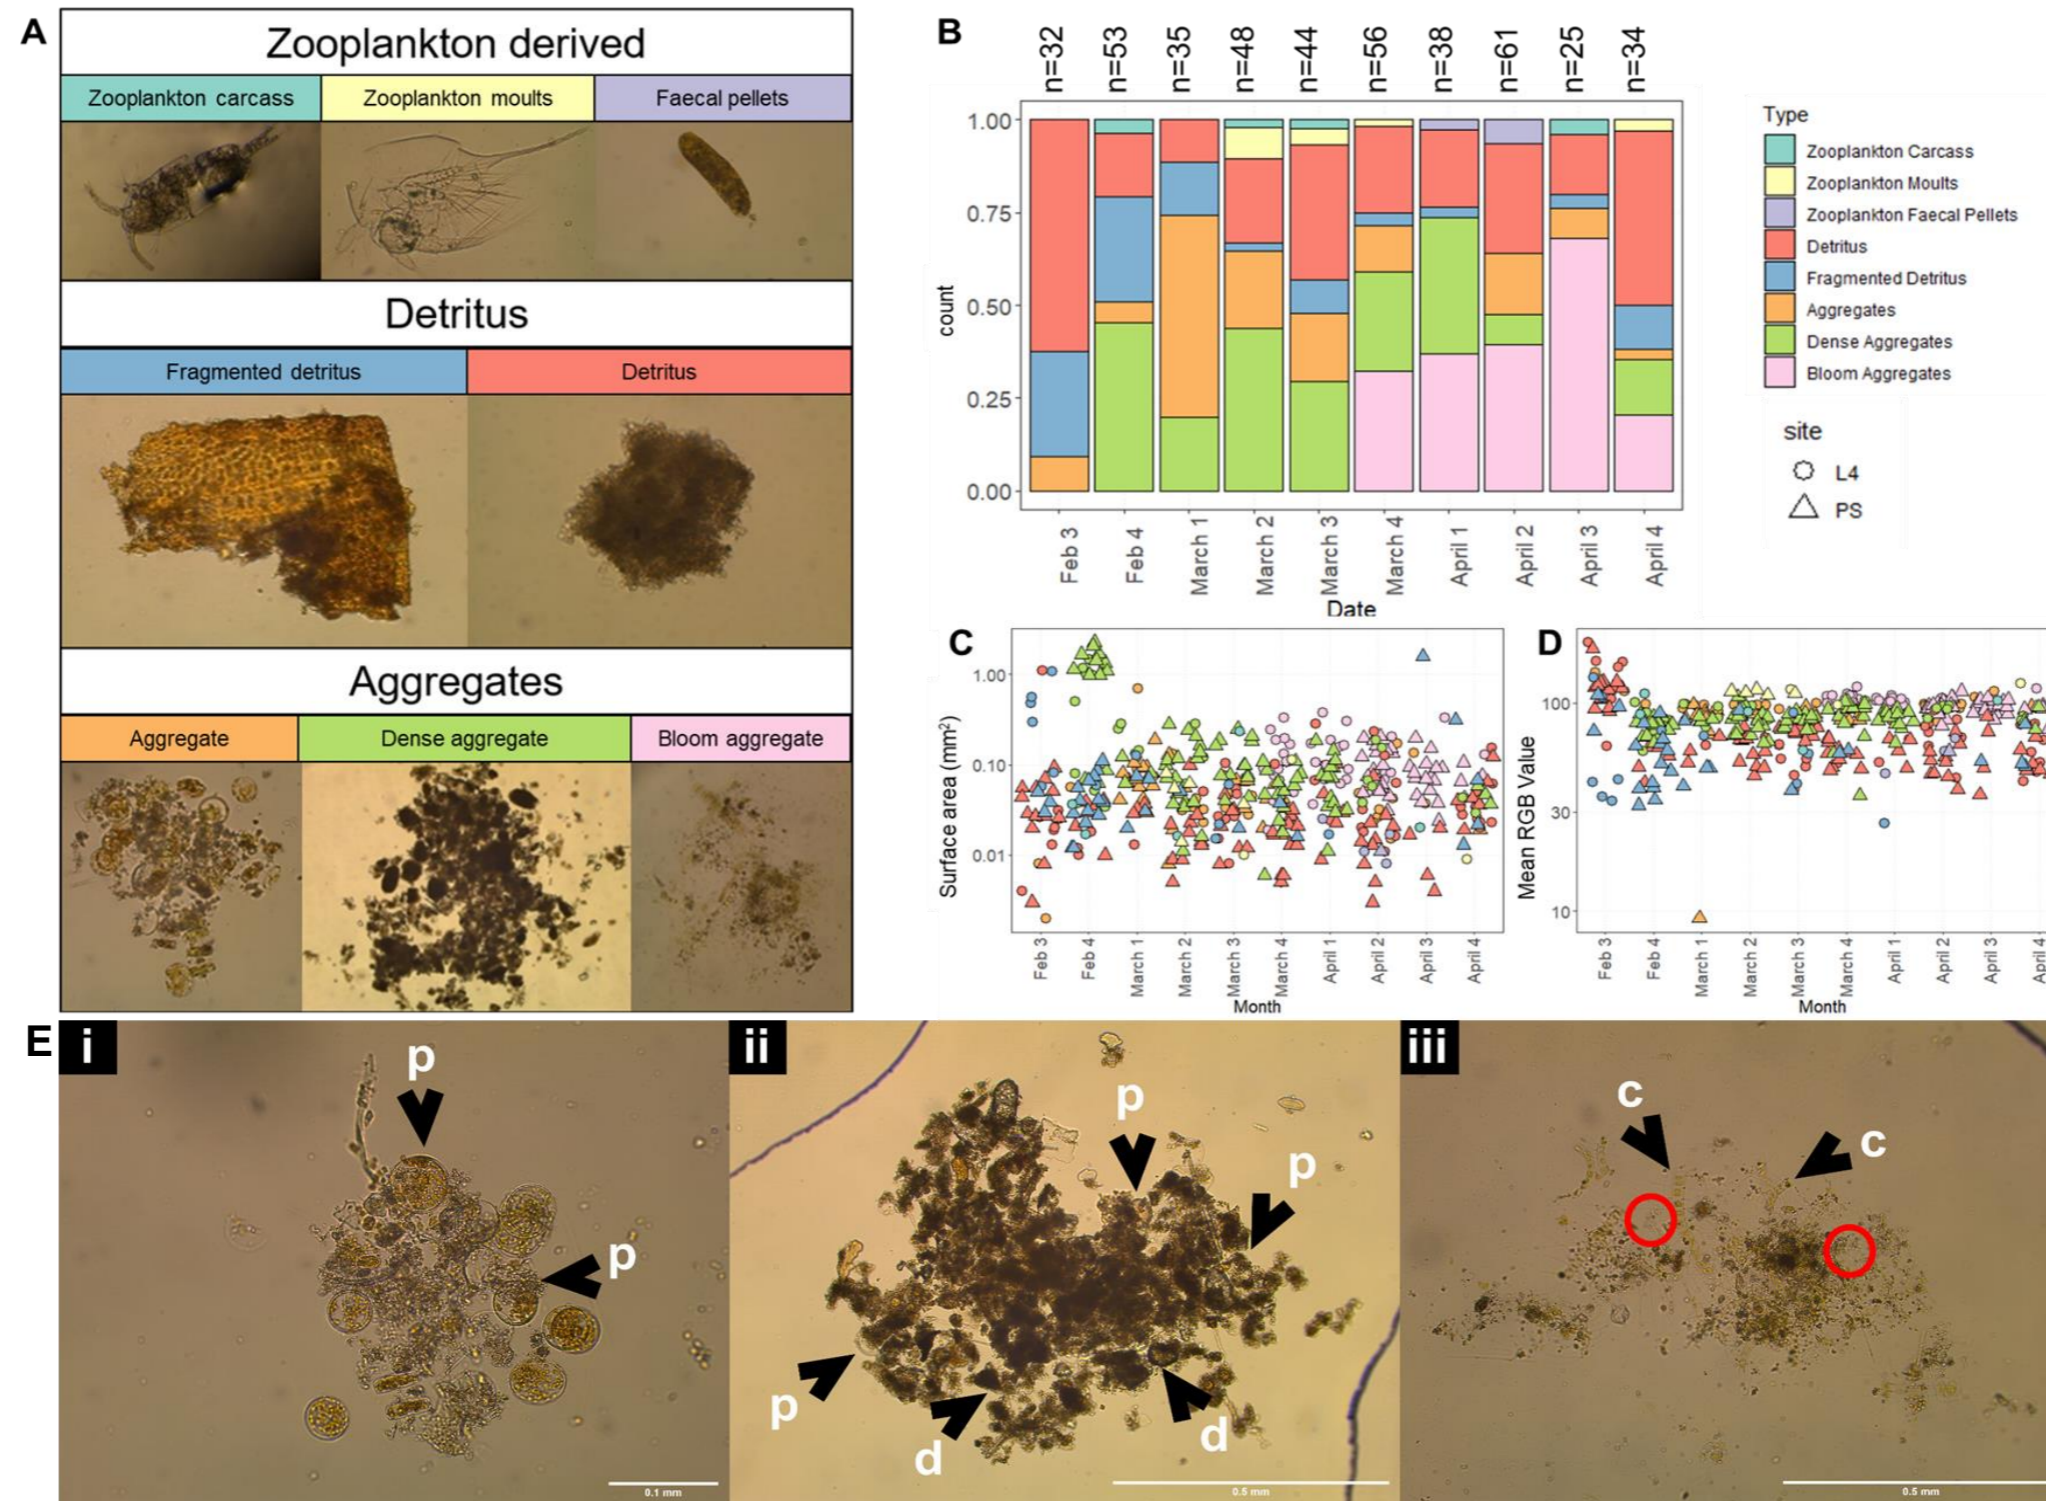 A
Zooplankton derived
Zooplankton carcass
Zooplankton moults
Faecal pellets
Detritus
Fragmented detritus
Detritus
Aggregates
Aggregate
Dense aggregate
Bloom aggregate
B
n=32
n=53
n=35
n=48
n=44
n=56
n=38
n=61
n=25
n=34
count
1.00
0.75
0.50
0.25
0.00
Feb 3
Feb 4
March 1
March 2
March 3
March 4
April 1
April 2
April 3
April 4
Date
Type
Zooplankton Carcass
Zooplankton Moults
Zooplankton Faecal Pellets
Detritus
Fragmented Detritus
Aggregates
Dense Aggregates
Bloom Aggregates
site
L4
PS
C
Surface area (mm²)
1.00
0.10
0.01
Feb 3
Feb 4
March 1
March 2
March 3
March 4
April 1
April 2
April 3
April 4
Month
D
Mean RGB Value
100
30
10
Feb 3
Feb 4
March 1
March 2
March 3
March 4
April 1
April 2
April 3
April 4
Month
E
i
p
p
0.1 mm
ii
p
p
p
d
d
0.5 mm
iii
c
c
0.5 mm